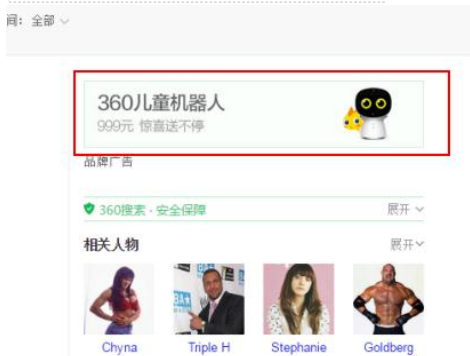 间: 全部
360儿童机器人
999元 惊喜送不停
品牌广告
360搜索 · 安全保障 展开
相关人物 展开
Chyna Triple H Stephanie Goldberg